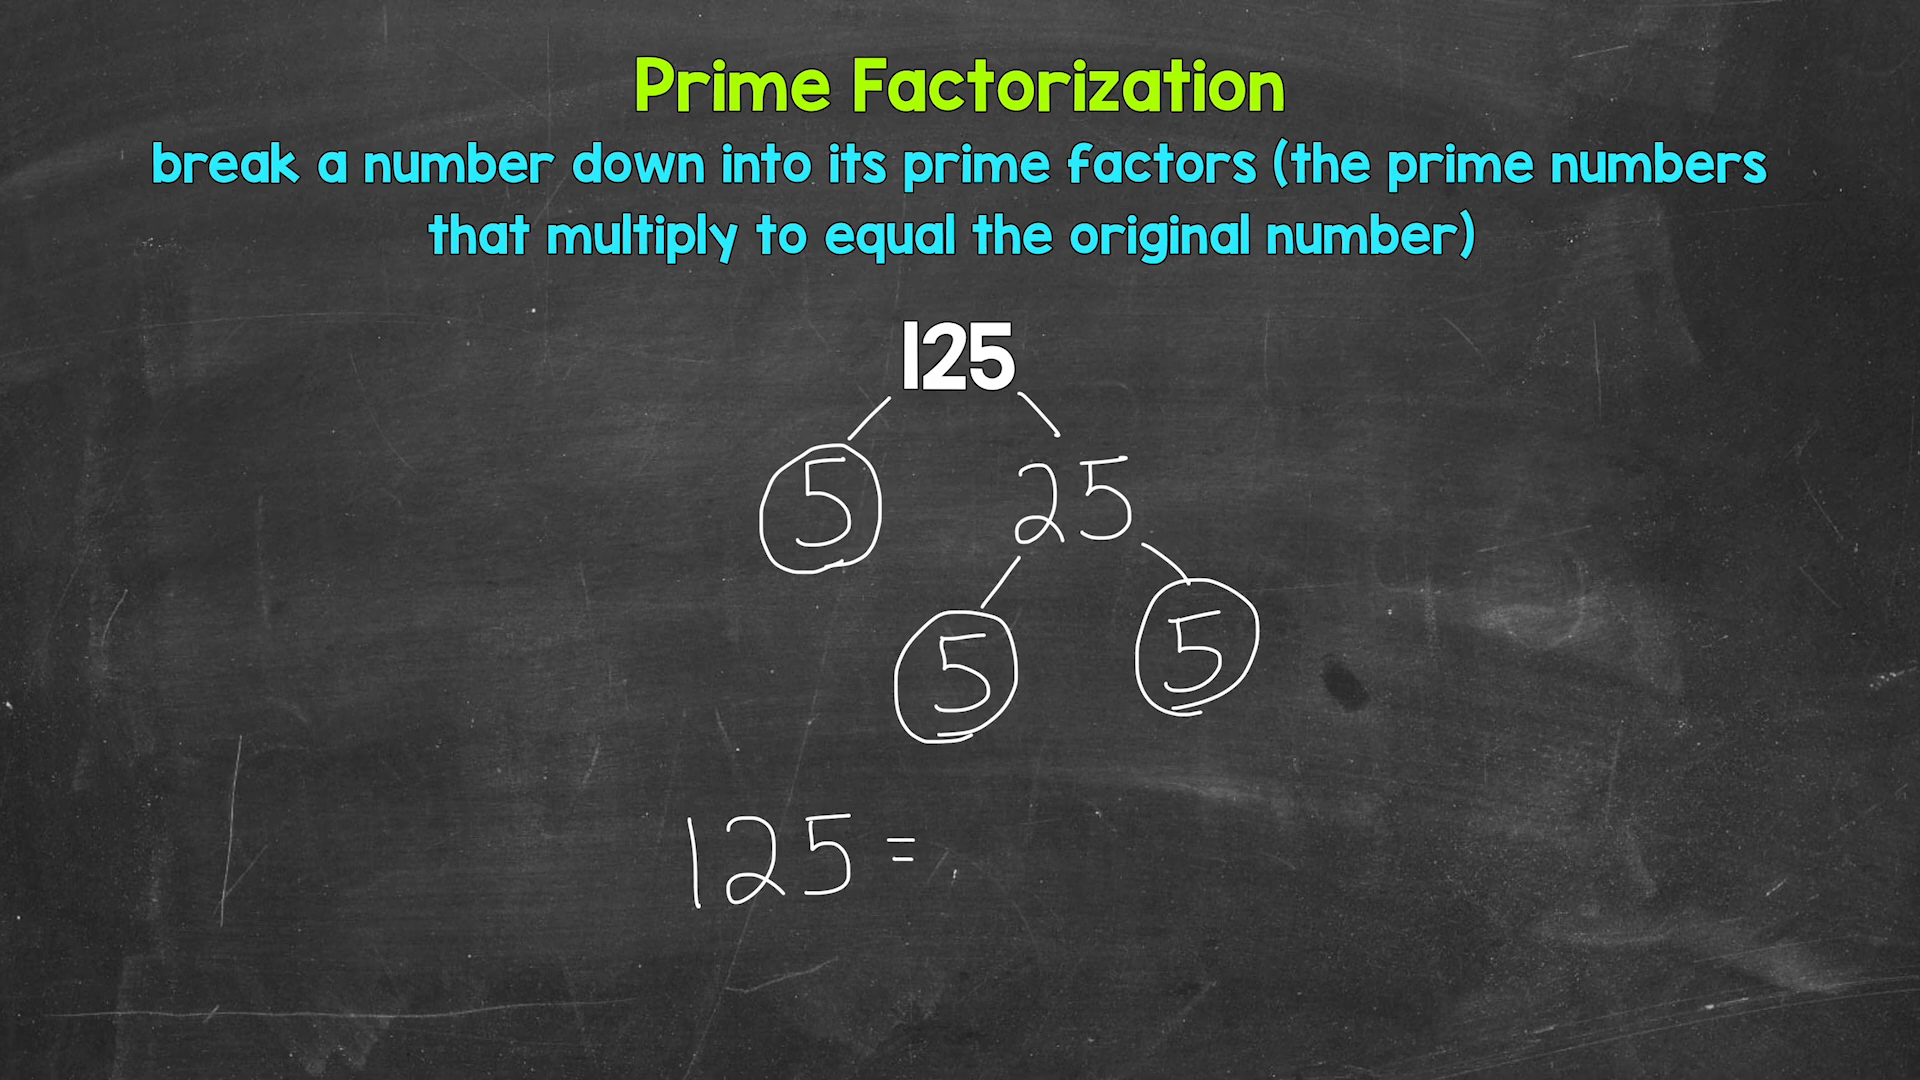 Prime Factorization
break a number down into its prime factors (the prime numbers
that multiply to equal the original number)
125
5 25
5 5
125 =